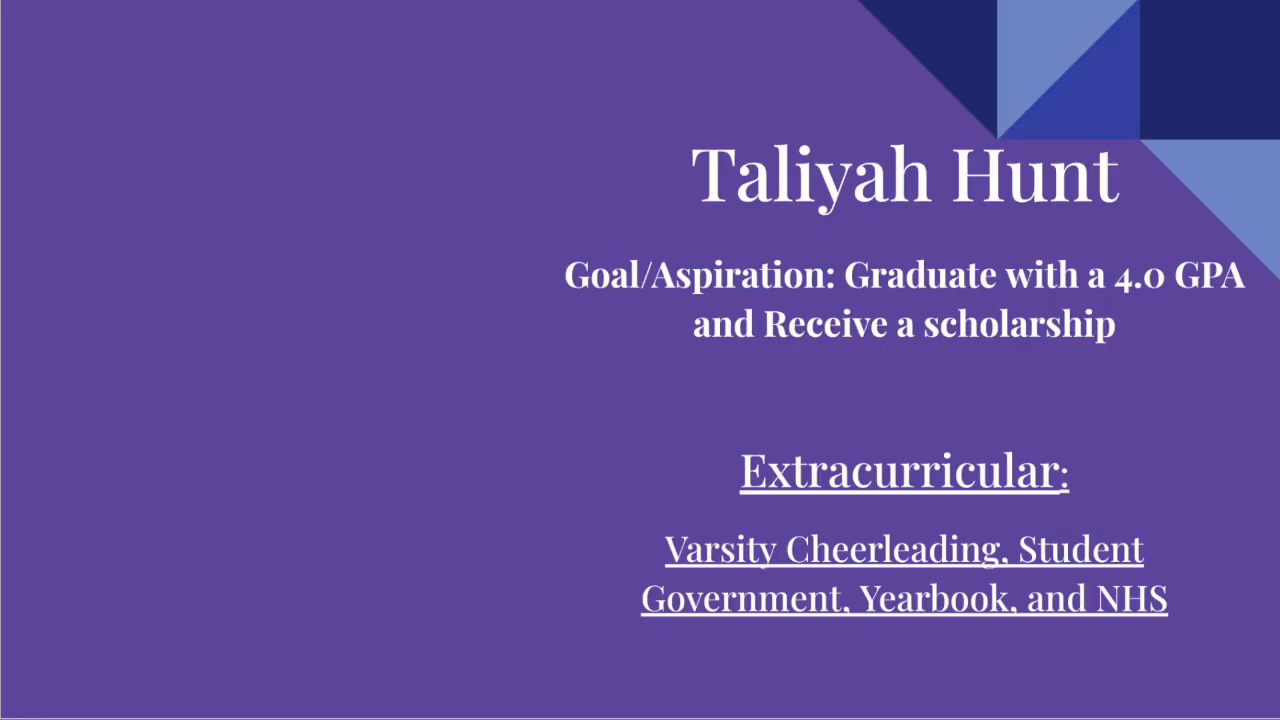 Taliyah Hunt
Goal/Aspiration: Graduate with a 4.0 GPA
and Receive a scholarship
Extracurricular:
Varsity Cheerleading, Student
Government, Yearbook, and NHS